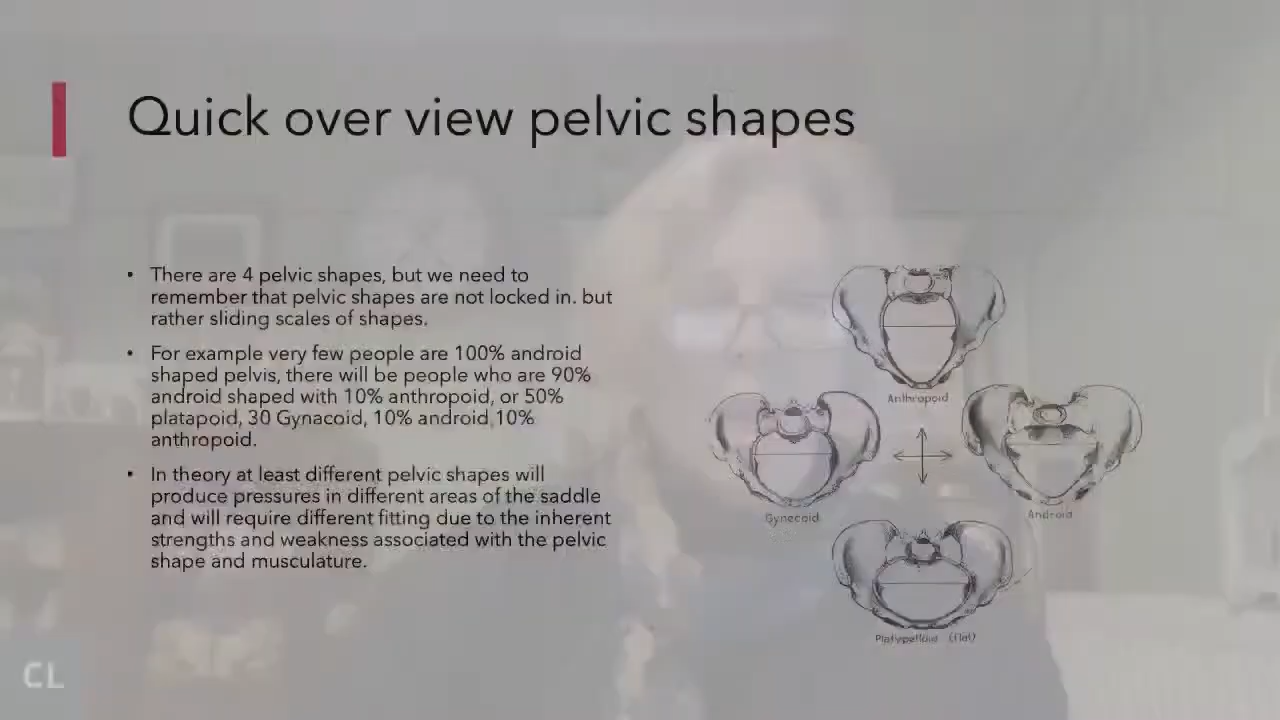 Quick over view pelvic shapes
• There are 4 pelvic shapes, but we need to
remember that pelvic shapes are not locked in. but
rather sliding scales of shapes.
• For example very few people are 100% android
shaped pelvis, there will be people who are 90%
android shaped with 10% anthropoid, or 50%
platapoid, 30 Gynacoid, 10% android,10%
anthropoid.
• In theory at least different pelvic shapes will
produce pressures in different areas of the saddle
and will require different fitting due to the inherent
strengths and weakness associated with the pelvic
shape and musculature.
Anthropoid
Gynecoid
Android
Platypelloid (flat)
CL